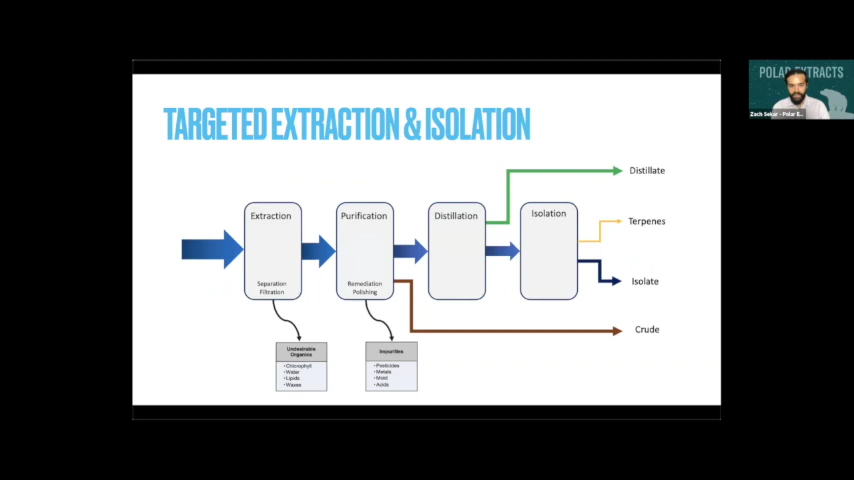 TARGETED EXTRACTION & ISOLATION
Extraction
Separation
Filtration
Purification
Remediation
Polishing
Distillation
Isolation
Distillate
Terpenes
Isolate
Crude
Undesirable
Organics
• Chlorophyll
• Water
• Lipids
• Waxes
Impurities
• Pesticides
• Metals
• Mold
• Acids
POLAR EXTRACTS
Zach Sekar - Polar E...